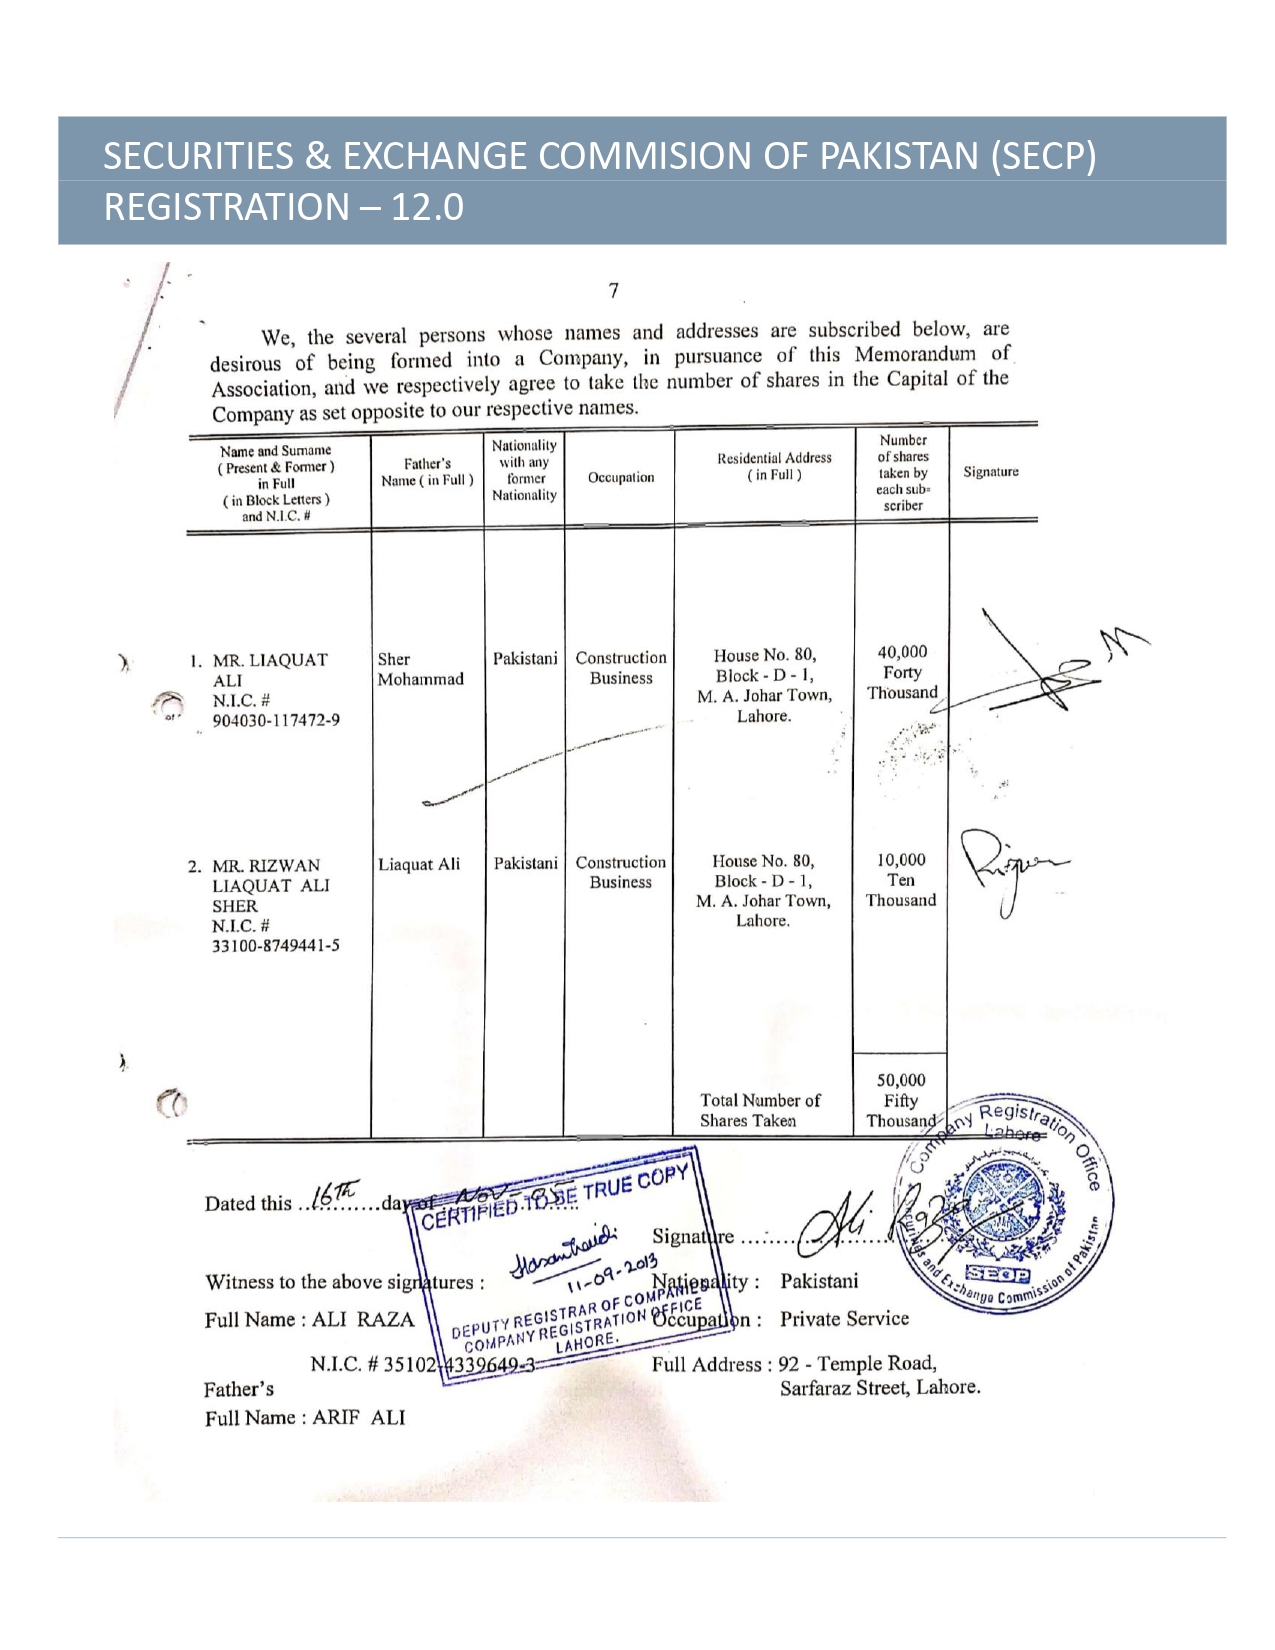 SECURITIES & EXCHANGE COMMISION OF PAKISTAN (SECP)
REGISTRATION – 12.0
7
We, the several persons whose names and addresses are subscribed below, are
desirous of being formed into a Company, in pursuance of this Memorandum of
Association, and we respectively agree to take the number of shares in the Capital of the
Company as set opposite to our respective names.
Name and Surname
( Present & Former )
in Full
( in Block Letters )
and N.I.C. #
Father's
Name ( in Full )
Nationality
with any
former
Nationality
Occupation
Residential Address
( in Full )
Number
of shares
taken by
each sub-
scriber
Signature
1. MR. LIAQUAT
ALI
N.I.C. #
904030-117472-9
Sher
Mohammad
Pakistani
Construction
Business
House No. 80,
Block - D - 1,
M. A. Johar Town,
Lahore.
40,000
Forty
Thousand
2. MR. RIZWAN
LIAQUAT ALI
SHER
N.I.C. #
33100-8749441-5
Liaquat Ali
Pakistani
Construction
Business
House No. 80,
Block - D - 1,
M. A. Johar Town,
Lahore.
10,000
Ten
Thousand
Rizwan
Total Number of
Shares Taken
50,000
Fifty
Thousand
Dated this ..16th........day of. Nov-05......
Witness to the above signatures :
Full Name : ALI RAZA
N.I.C. # 35102-4339649-3
Father's
Full Name : ARIF ALI
Signature ........ Ali Raza
Nationality : Pakistani
Occupation : Private Service
Full Address : 92 - Temple Road,
Sarfaraz Street, Lahore.
CERTIFIED TO BE TRUE COPY
11-09-2013
DEPUTY REGISTRAR OF COMPANIES
COMPANY REGISTRATION OFFICE
LAHORE.
Company Registration Office
Lahore
SECP
Securities and Exchange Commission of Pakistan